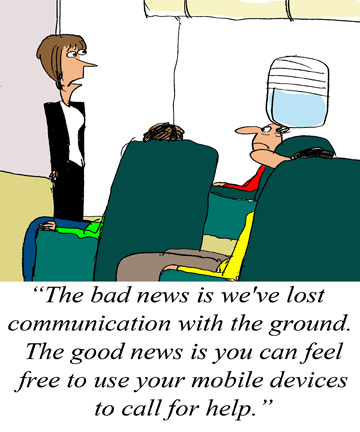 “The bad news is we've lost
communication with the ground.
The good news is you can feel
free to use your mobile devices
to call for help.”